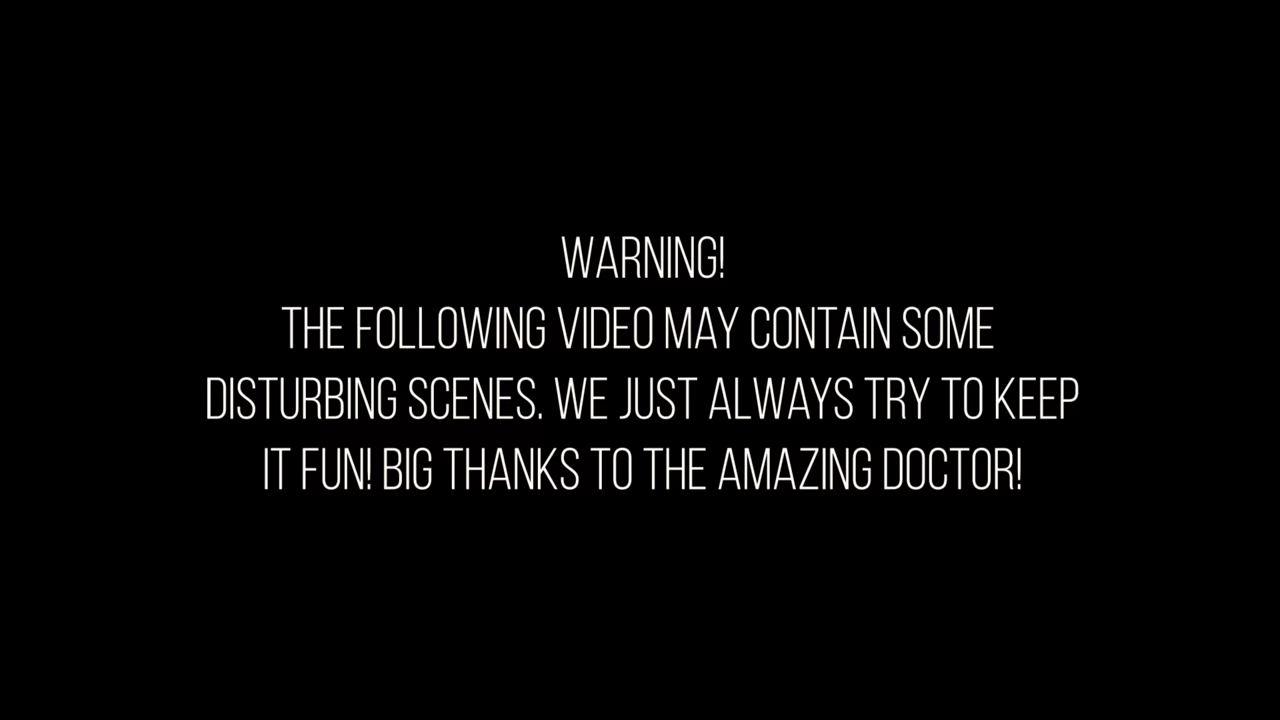 WARNING!
THE FOLLOWING VIDEO MAY CONTAIN SOME
DISTURBING SCENES. WE JUST ALWAYS TRY TO KEEP
IT FUN! BIG THANKS TO THE AMAZING DOCTOR!